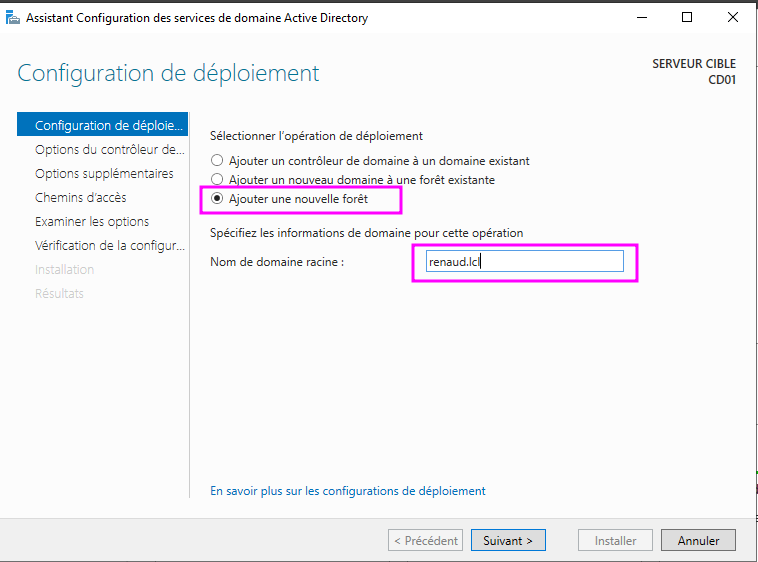 Assistant Configuration des services de domaine Active Directory
Configuration de déploiement
SERVEUR CIBLE
CD01
Configuration de déploie...
Options du contrôleur de...
Options supplémentaires
Chemins d'accès
Examiner les options
Vérification de la configur...
Installation
Résultats
Sélectionner l'opération de déploiement
Ajouter un contrôleur de domaine à un domaine existant
Ajouter un nouveau domaine à une forêt existante
Ajouter une nouvelle forêt
Spécifiez les informations de domaine pour cette opération
Nom de domaine racine :
renaud.lcl
En savoir plus sur les configurations de déploiement
< Précédent
Suivant >
Installer
Annuler